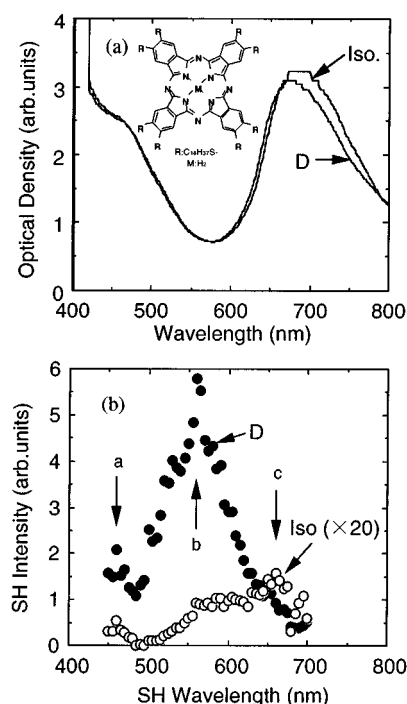 (a)
Iso.
D
R R
R R
N
N M N
N
R R
R R
R:C₁₈H₃₇S-
M:H₂
Optical Density (arb.units)
4
3
2
1
0
400 500 600 700 800
Wavelength (nm)
(b)
a
D
b
c
Iso (×20)
SH Intensity (arb.units)
6
5
4
3
2
1
0
400 500 600 700 800
SH Wavelength (nm)